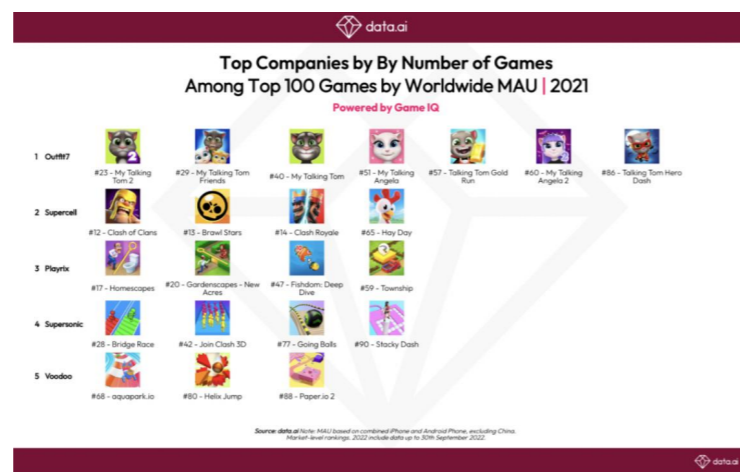 data.ai
Top Companies by By Number of Games
Among Top 100 Games by Worldwide MAU | 2021
Powered by Game IQ
1 Outfit7
#23 - My Talking
Tom 2
#29 - My Talking Tom
Friends
#40 - My Talking Tom
#51 - My Talking
Angela
#57 - Talking Tom Gold
Run
#60 - My Talking
Angela 2
#86 - Talking Tom Hero
Dash
2 Supercell
#12 - Clash of Clans
#13 - Brawl Stars
#14 - Clash Royale
#65 - Hay Day
3 Playrix
#17 - Homescapes
#20 - Gardenscapes - New
Acres
#47 - Fishdom: Deep
Dive
#59 - Township
4 Supersonic
#28 - Bridge Race
#42 - Join Clash 3D
#77 - Going Balls
#90 - Stacky Dash
5 Voodoo
#68 - aquapark.io
#80 - Helix Jump
#88 - Paper.io 2
Source: data.ai Note: MAU based on combined iPhone and Android Phone, excluding China.
Market-level rankings, 2022 include data up to 30th September 2022.
data.ai